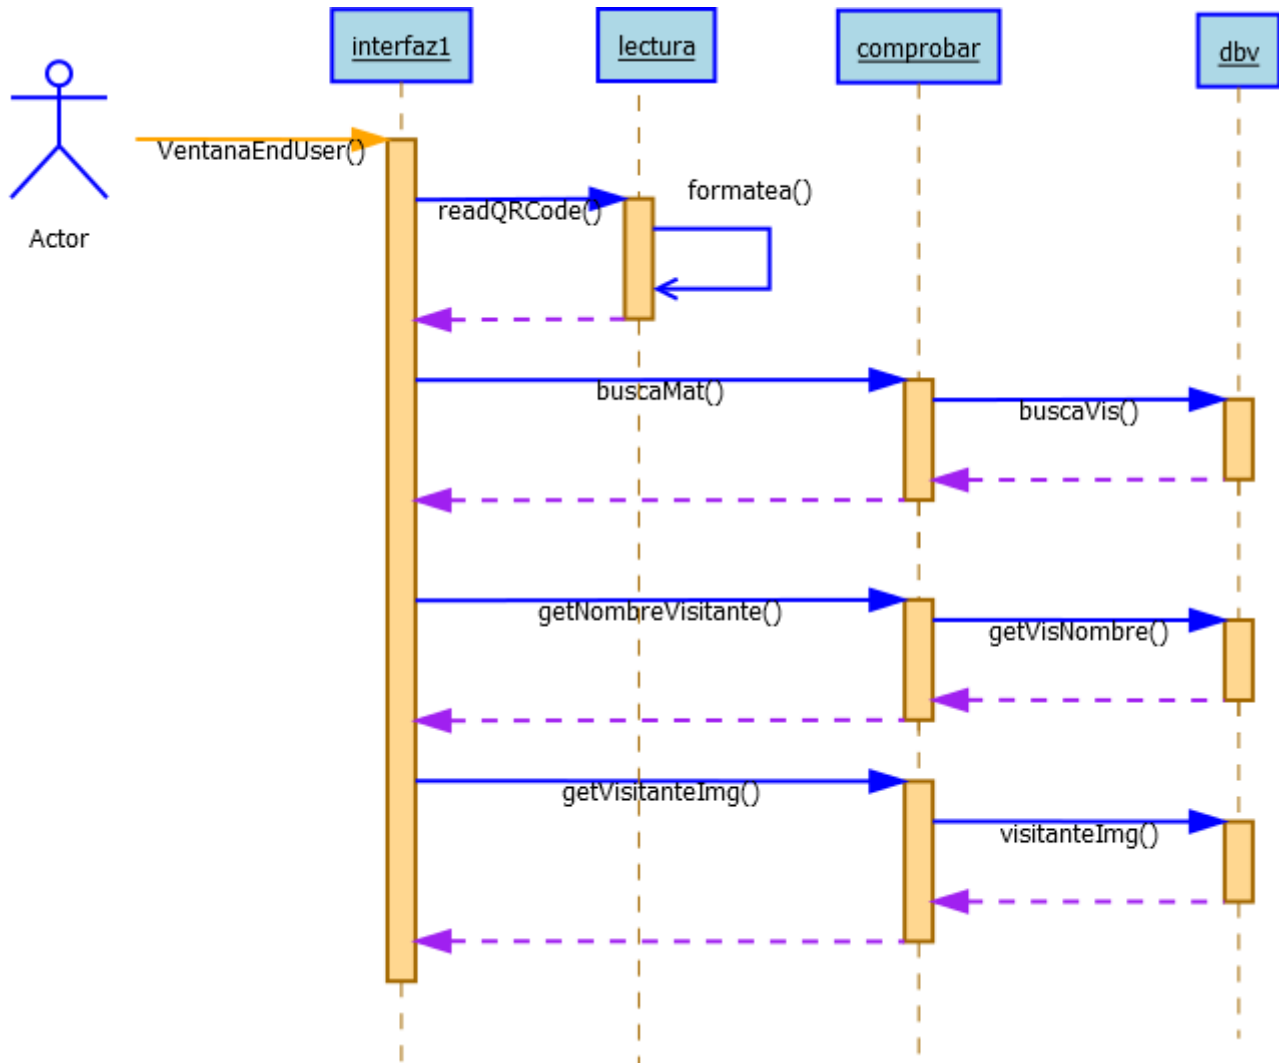 interfaz1
lectura
comprobar
dbv
VentanaEndUser()
formatea()
readQRCode()
Actor
buscaMat()
buscaVis()
getNombreVisitante()
getVisNombre()
getVisitanteImg()
visitanteImg()